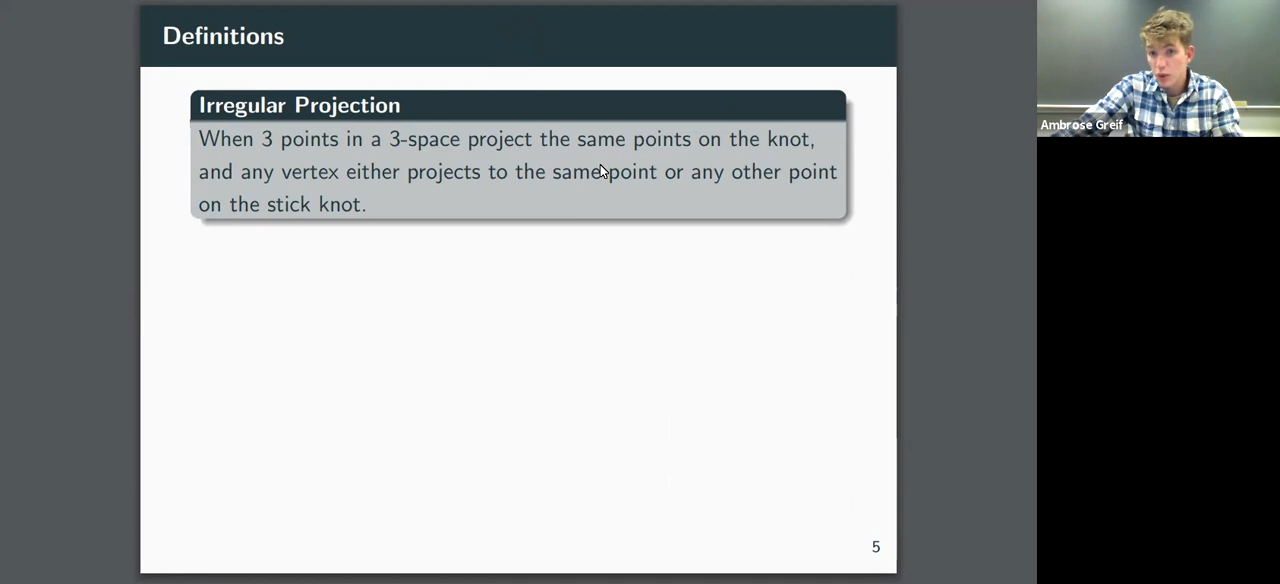 Definitions
Irregular Projection
When 3 points in a 3-space project the same points on the knot,
and any vertex either projects to the same point or any other point
on the stick knot.
5
Ambrose Greif